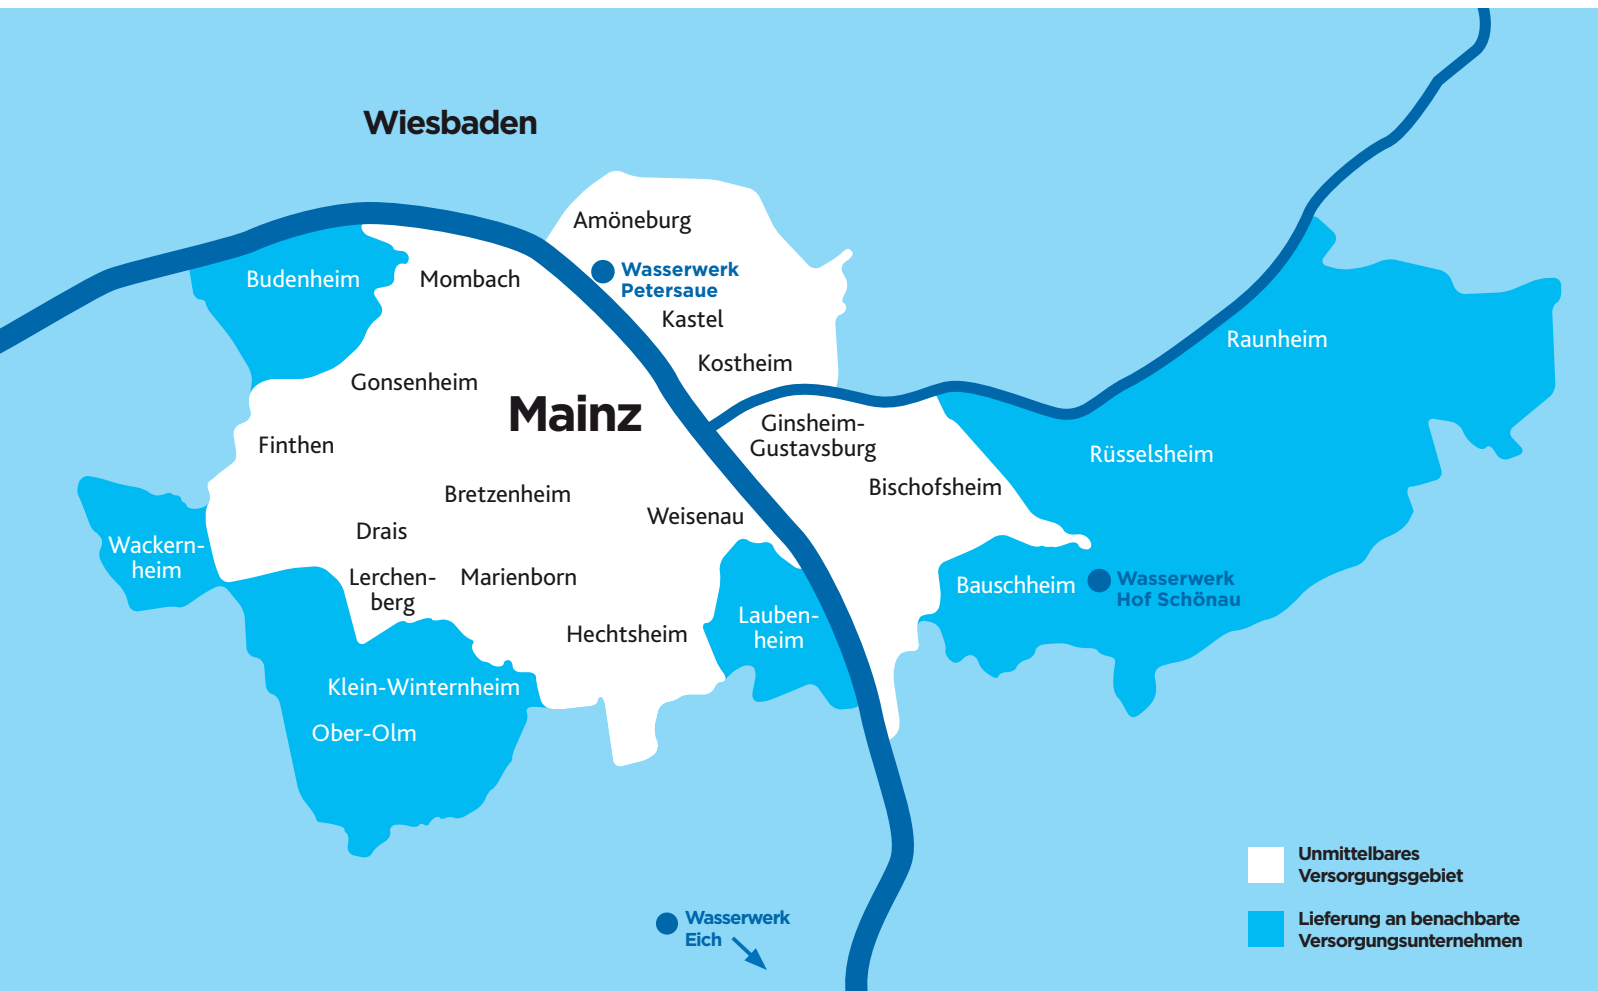 Wiesbaden
Amöneburg
Wasserwerk
Petersaue
Budenheim
Mombach
Kastel
Raunheim
Kostheim
Gonsenheim
Mainz
Ginsheim-
Gustavsburg
Finthen
Rüsselsheim
Bischofsheim
Bretzenheim
Weisenau
Drais
Wackern-
heim
Lerchen-
berg
Marienborn
Bauschheim
Wasserwerk
Hof Schönau
Lauben-
heim
Hechtsheim
Klein-Winternheim
Ober-Olm
Unmittelbares
Versorgungsgebiet
Wasserwerk
Eich
Lieferung an benachbarte
Versorgungsunternehmen